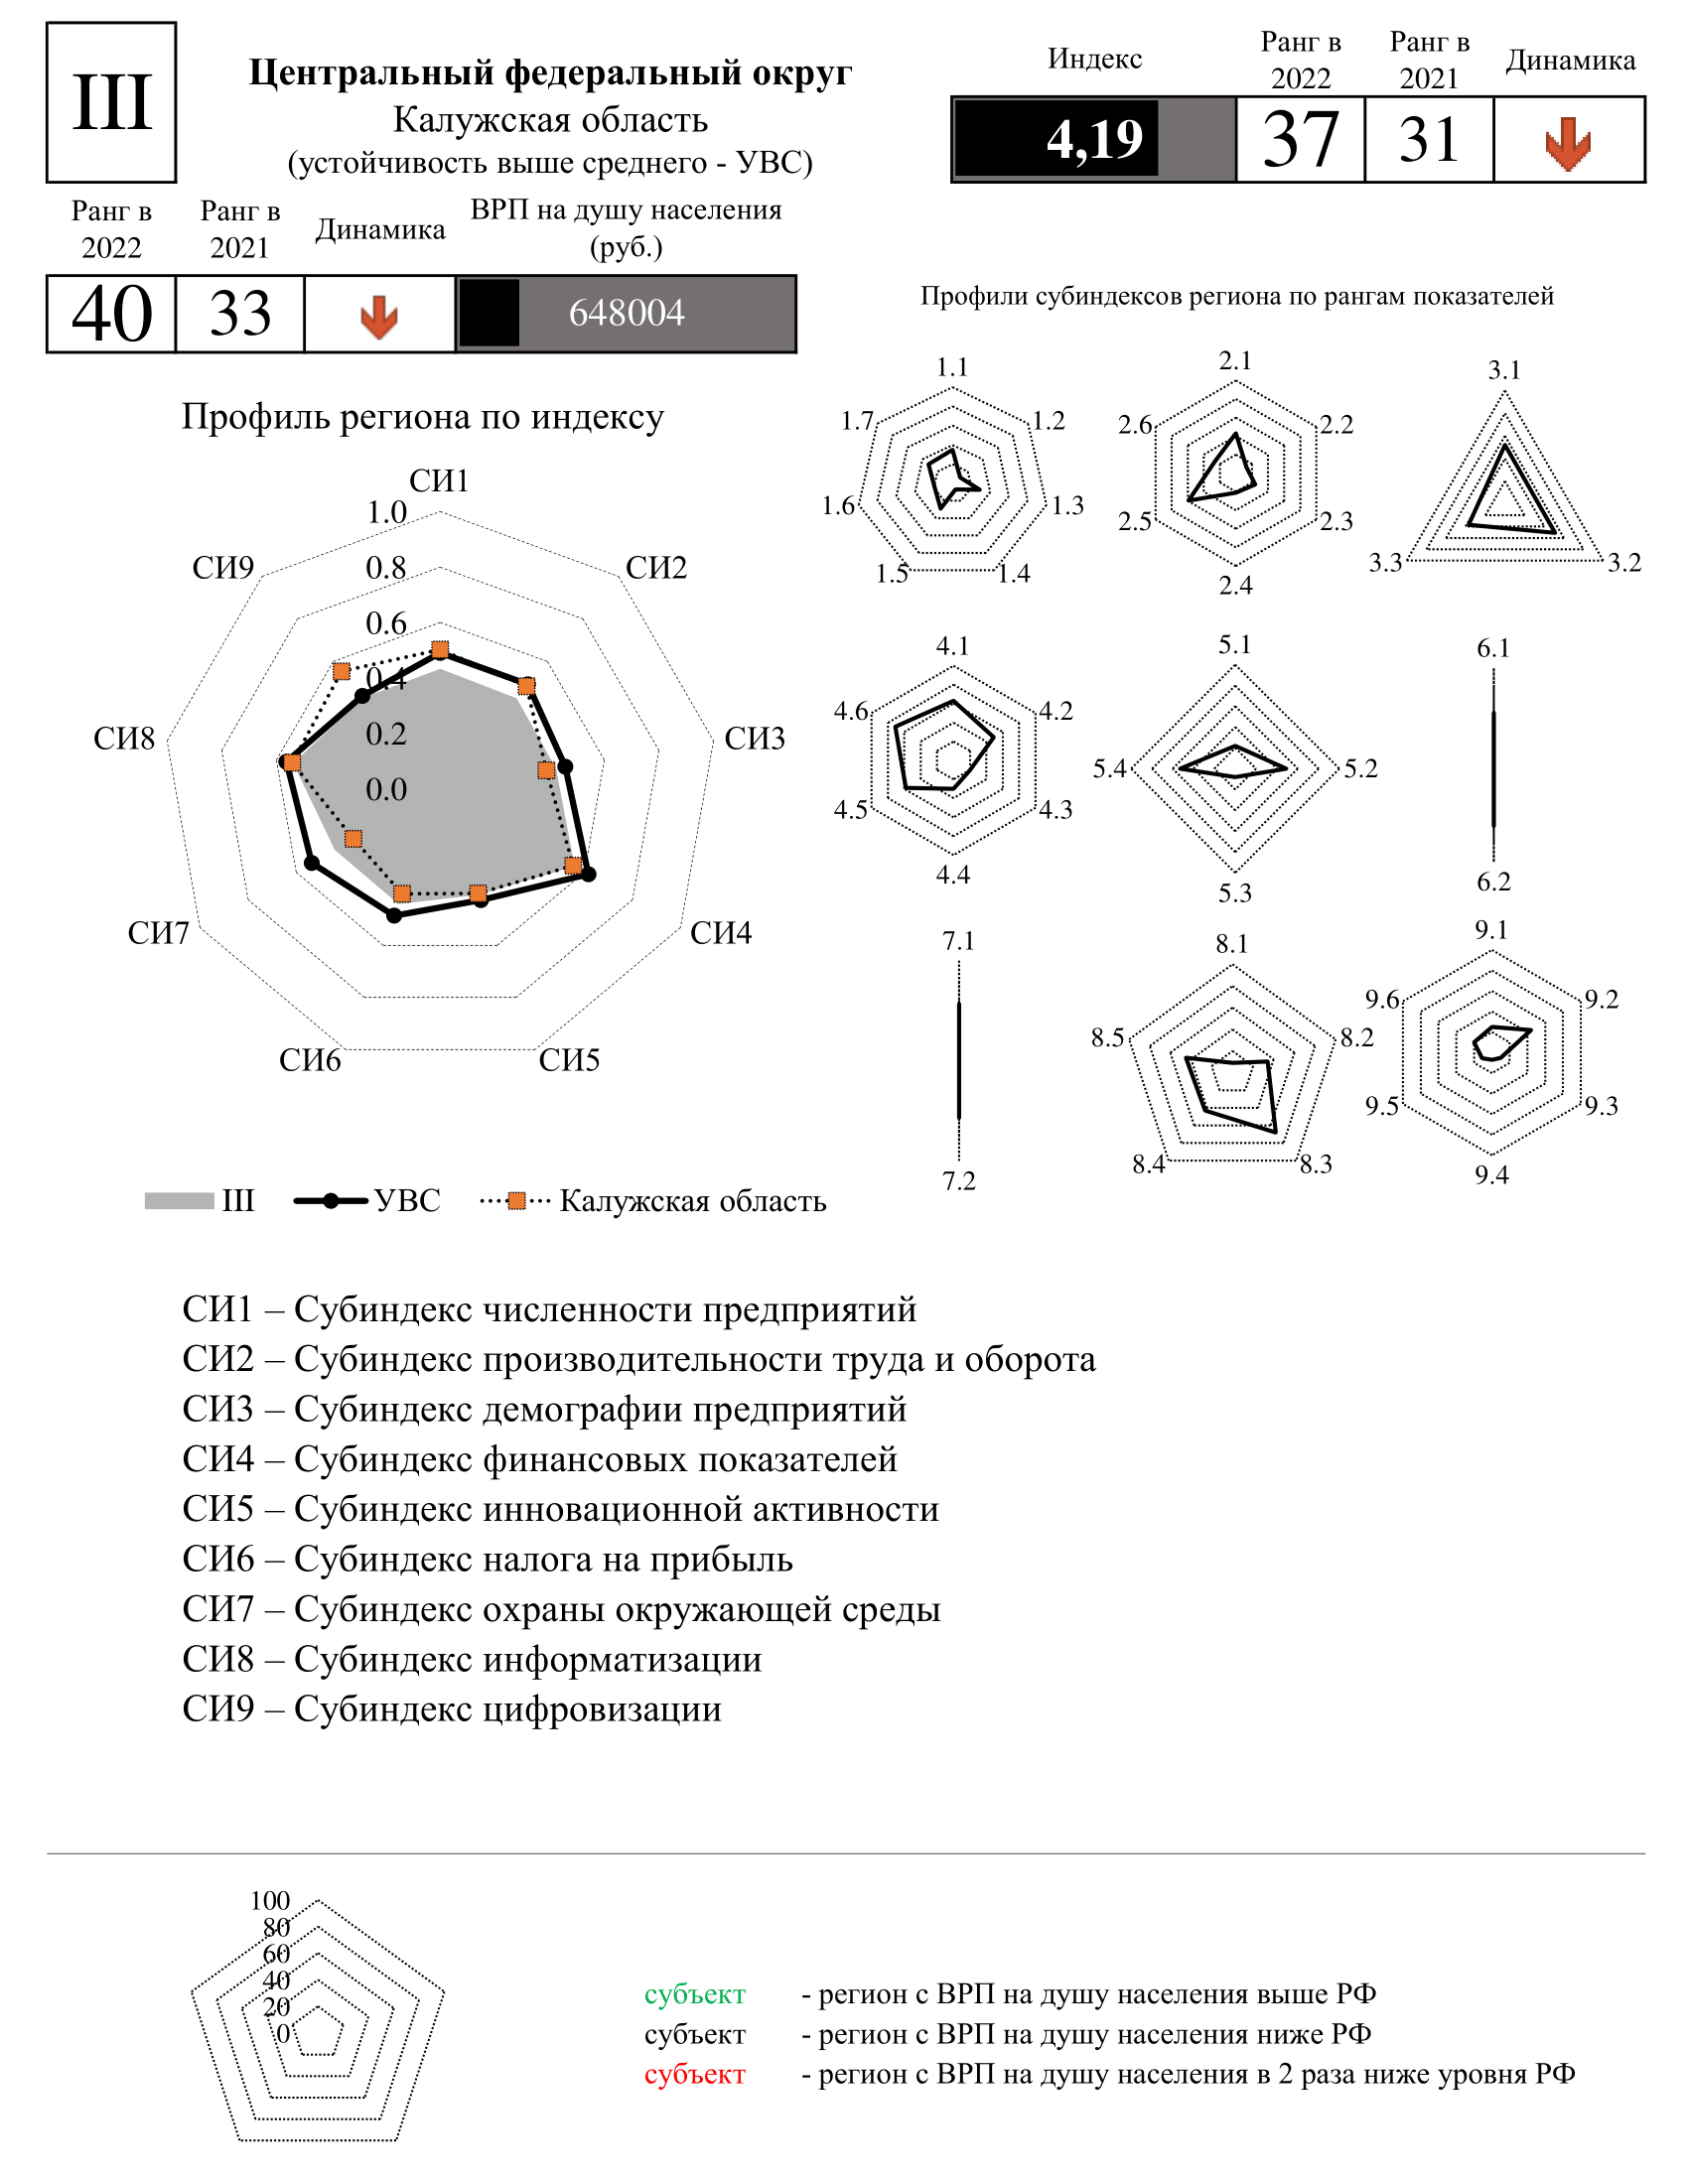 III
Центральный федеральный округ
Калужская область
(устойчивость выше среднего - УВС)
Индекс
Ранг в 2022
Ранг в 2021
Динамика
4,19
37
31
Ранг в 2022
Ранг в 2021
Динамика
ВРП на душу населения (руб.)
40
33
648004
Профиль региона по индексу
СИ1
СИ2
СИ3
СИ4
СИ5
СИ6
СИ7
СИ8
СИ9
1.0
0.8
0.6
0.4
0.2
0.0
III
УВС
Калужская область
Профили субиндексов региона по рангам показателей
1.1
1.2
1.3
1.4
1.5
1.6
1.7
2.1
2.2
2.3
2.4
2.5
2.6
3.1
3.2
3.3
4.1
4.2
4.3
4.4
4.5
4.6
5.1
5.2
5.3
5.4
6.1
6.2
7.1
7.2
8.1
8.2
8.3
8.4
8.5
9.1
9.2
9.3
9.4
9.5
9.6
СИ1 – Субиндекс численности предприятий
СИ2 – Субиндекс производительности труда и оборота
СИ3 – Субиндекс демографии предприятий
СИ4 – Субиндекс финансовых показателей
СИ5 – Субиндекс инновационной активности
СИ6 – Субиндекс налога на прибыль
СИ7 – Субиндекс охраны окружающей среды
СИ8 – Субиндекс информатизации
СИ9 – Субиндекс цифровизации
100
80
60
40
20
0
субъект - регион с ВРП на душу населения выше РФ
субъект - регион с ВРП на душу населения ниже РФ
субъект - регион с ВРП на душу населения в 2 раза ниже уровня РФ